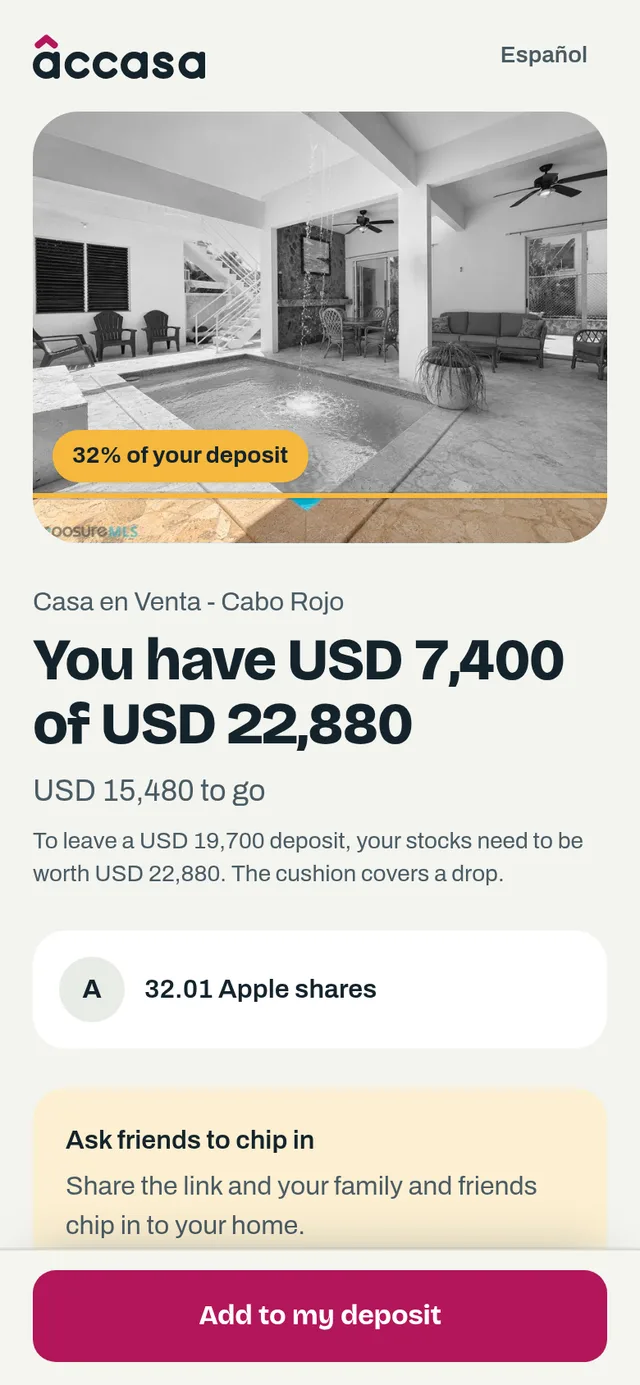 accasa
Español
32% of your deposit
MLS
Casa en Venta - Cabo Rojo
You have USD 7,400
of USD 22,880
USD 15,480 to go
To leave a USD 19,700 deposit, your stocks need to be
worth USD 22,880. The cushion covers a drop.
A
32.01 Apple shares
Ask friends to chip in
Share the link and your family and friends
chip in to your home.
Add to my deposit